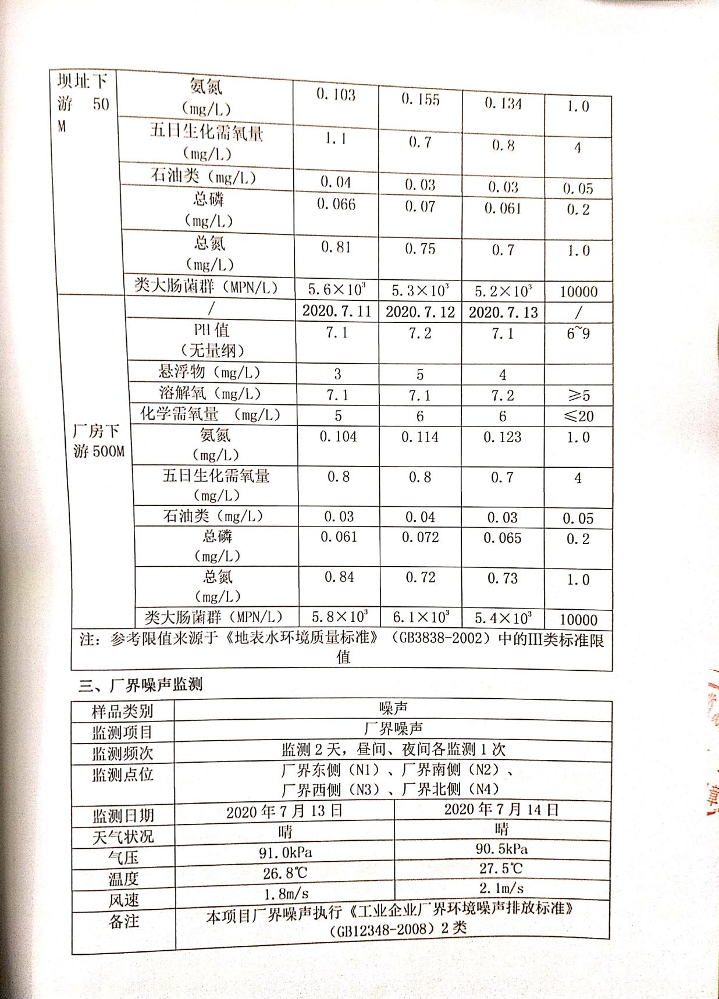 坝址下
游 50
M
氨氮
(mg/L)
0.103 0.155 0.134 1.0
五日生化需氧量
(mg/L)
1.1 0.7 0.8 4
石油类(mg/L) 0.04 0.03 0.03 0.05
总磷
(mg/L)
0.066 0.07 0.061 0.2
总氮
(mg/L)
0.81 0.75 0.7 1.0
类大肠菌群(MPN/L) 5.6×10³ 5.3×10³ 5.2×10³ 10000
厂房下
游500M
/ 2020.7.11 2020.7.12 2020.7.13 /
PH值
(无量纲)
7.1 7.2 7.1 6~9
悬浮物(mg/L) 3 5 4
溶解氧(mg/L) 7.1 7.1 7.2 ≥5
化学需氧量 (mg/L) 5 6 6 ≤20
氨氮
(mg/L)
0.104 0.114 0.123 1.0
五日生化需氧量
(mg/L)
0.8 0.8 0.7 4
石油类(mg/L) 0.03 0.04 0.03 0.05
总磷
(mg/L)
0.061 0.072 0.065 0.2
总氮
(mg/L)
0.84 0.72 0.73 1.0
类大肠菌群(MPN/L) 5.8×10³ 6.1×10³ 5.4×10³ 10000
注：参考限值来源于《地表水环境质量标准》（GB3838-2002）中的III类标准限
值
三、厂界噪声监测
样品类别 噪声
监测项目 厂界噪声
监测频次 监测2天，昼间、夜间各监测1次
监测点位 厂界东侧（N1）、厂界南侧（N2）、
厂界西侧（N3）、厂界北侧（N4）
监测日期 2020年7月13日 2020年7月14日
天气状况 晴 晴
气压 91.0kPa 90.5kPa
温度 26.8℃ 27.5℃
风速 1.8m/s 2.1m/s
备注 本项目厂界噪声执行《工业企业厂界环境噪声排放标准》
（GB12348-2008）2类
章